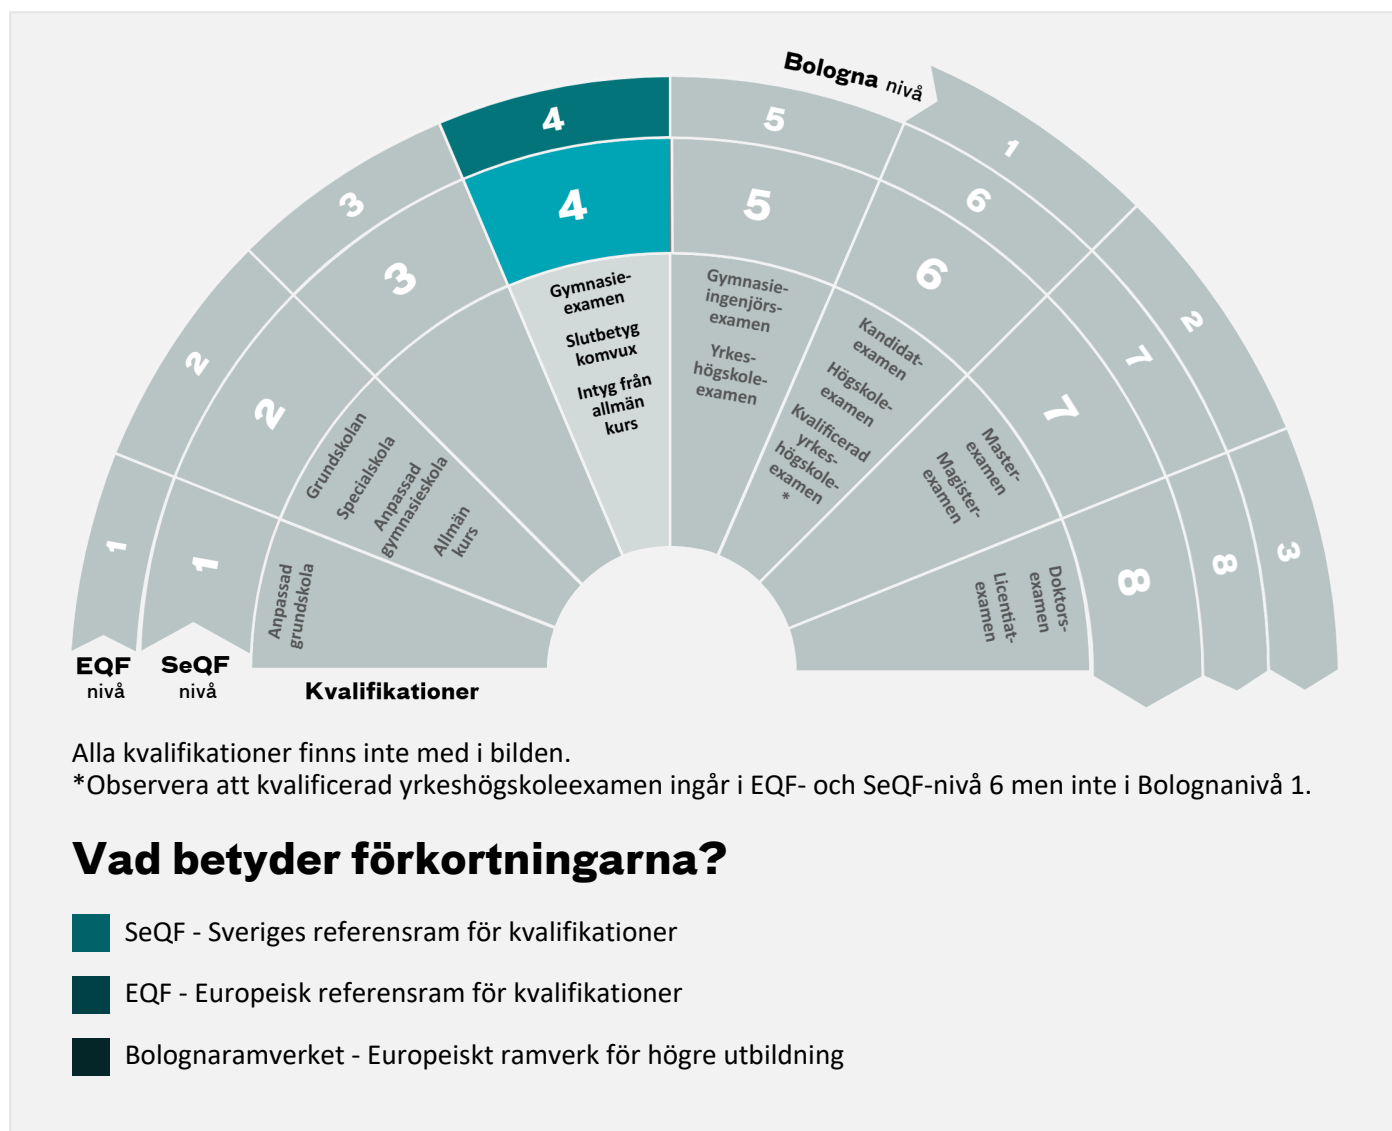 Bologna nivå
1
2
3
1
2
3
4
5
6
7
8
1
2
3
4
5
6
7
8
Anpassad
grundskola
Grundskolan
Specialskola
Anpassad
gymnasieskola
Allmän
kurs
Gymnasie-
examen
Slutbetyg
komvux
Intyg från
allmän
kurs
Gymnasie-
ingenjörs-
examen
Yrkes-
högskole-
examen
Kandidat-
examen
Högskole-
examen
Kvalificerad
yrkes-
högskole-
examen
*
Master-
examen
Magister-
examen
Doktors-
examen
Licentiat-
examen
EQF
nivå
SeQF
nivå
Kvalifikationer
Alla kvalifikationer finns inte med i bilden.
*Observera att kvalificerad yrkeshögskoleexamen ingår i EQF- och SeQF-nivå 6 men inte i Bolognanivå 1.
Vad betyder förkortningarna?
SeQF - Sveriges referensram för kvalifikationer
EQF - Europeisk referensram för kvalifikationer
Bolognaramverket - Europeiskt ramverk för högre utbildning